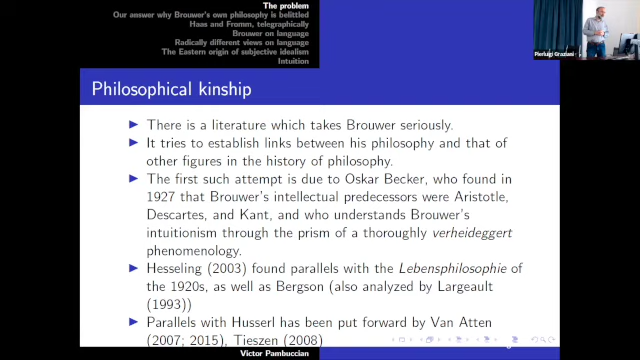 The problem
Our answer why Brouwer's own philosophy is belittled
Haas and Fromm, telegraphically
Brouwer on language
Radically different views on language
The Eastern origin of subjective idealism
Intuition
Pierluigi Graziani
Philosophical kinship
▶ There is a literature which takes Brouwer seriously.
▶ It tries to establish links between his philosophy and that of
other figures in the history of philosophy.
▶ The first such attempt is due to Oskar Becker, who found in
1927 that Brouwer's intellectual predecessors were Aristotle,
Descartes, and Kant, and who understands Brouwer's
intuitionism through the prism of a thoroughly verheideggert
phenomenology.
▶ Hesseling (2003) found parallels with the Lebensphilosophie of
the 1920s, as well as Bergson (also analyzed by Largeault
(1993))
▶ Parallels with Husserl has been put forward by Van Atten
(2007; 2015), Tieszen (2008)
Victor Pambuccian